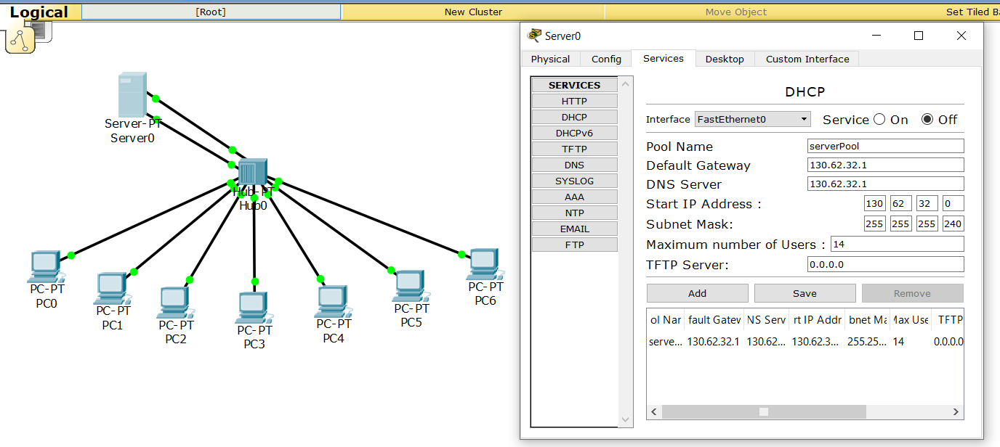 Logical [Root] New Cluster Move Object Set Tiled Ba
Server-PT
Server0
Hub-PT
Hub0
PC-PT
PC0
PC-PT
PC1
PC-PT
PC2
PC-PT
PC3
PC-PT
PC4
PC-PT
PC5
PC-PT
PC6
Server0
Physical Config Services Desktop Custom Interface
SERVICES
HTTP
DHCP
DHCPv6
TFTP
DNS
SYSLOG
AAA
NTP
EMAIL
FTP
DHCP
Interface FastEthernet0 Service On Off
Pool Name serverPool
Default Gateway 130.62.32.1
DNS Server 130.62.32.1
Start IP Address : 130 62 32 0
Subnet Mask: 255 255 255 240
Maximum number of Users : 14
TFTP Server: 0.0.0.0
Add Save Remove
ol Nar fault Gatew NS Serv rt IP Addr bnet Ma Max Use TFTP
serve... 130.62.32.1 130.62... 130.62.3... 255.25... 14 0.0.0.0